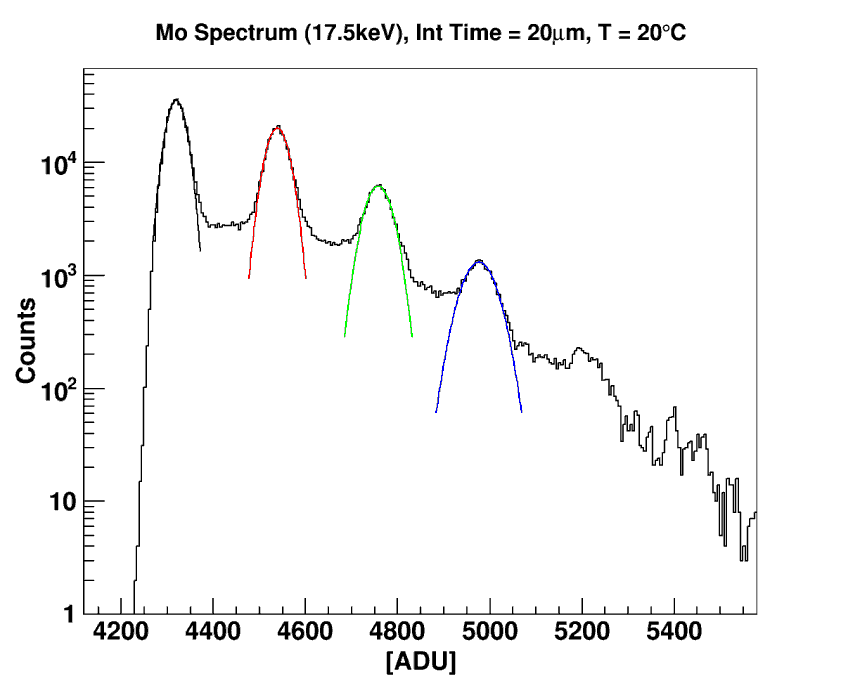 Mo Spectrum (17.5keV), Int Time = 20μm, T = 20°C
Counts
10⁴
10³
10²
10
1
4200 4400 4600 4800 5000 5200 5400
[ADU]